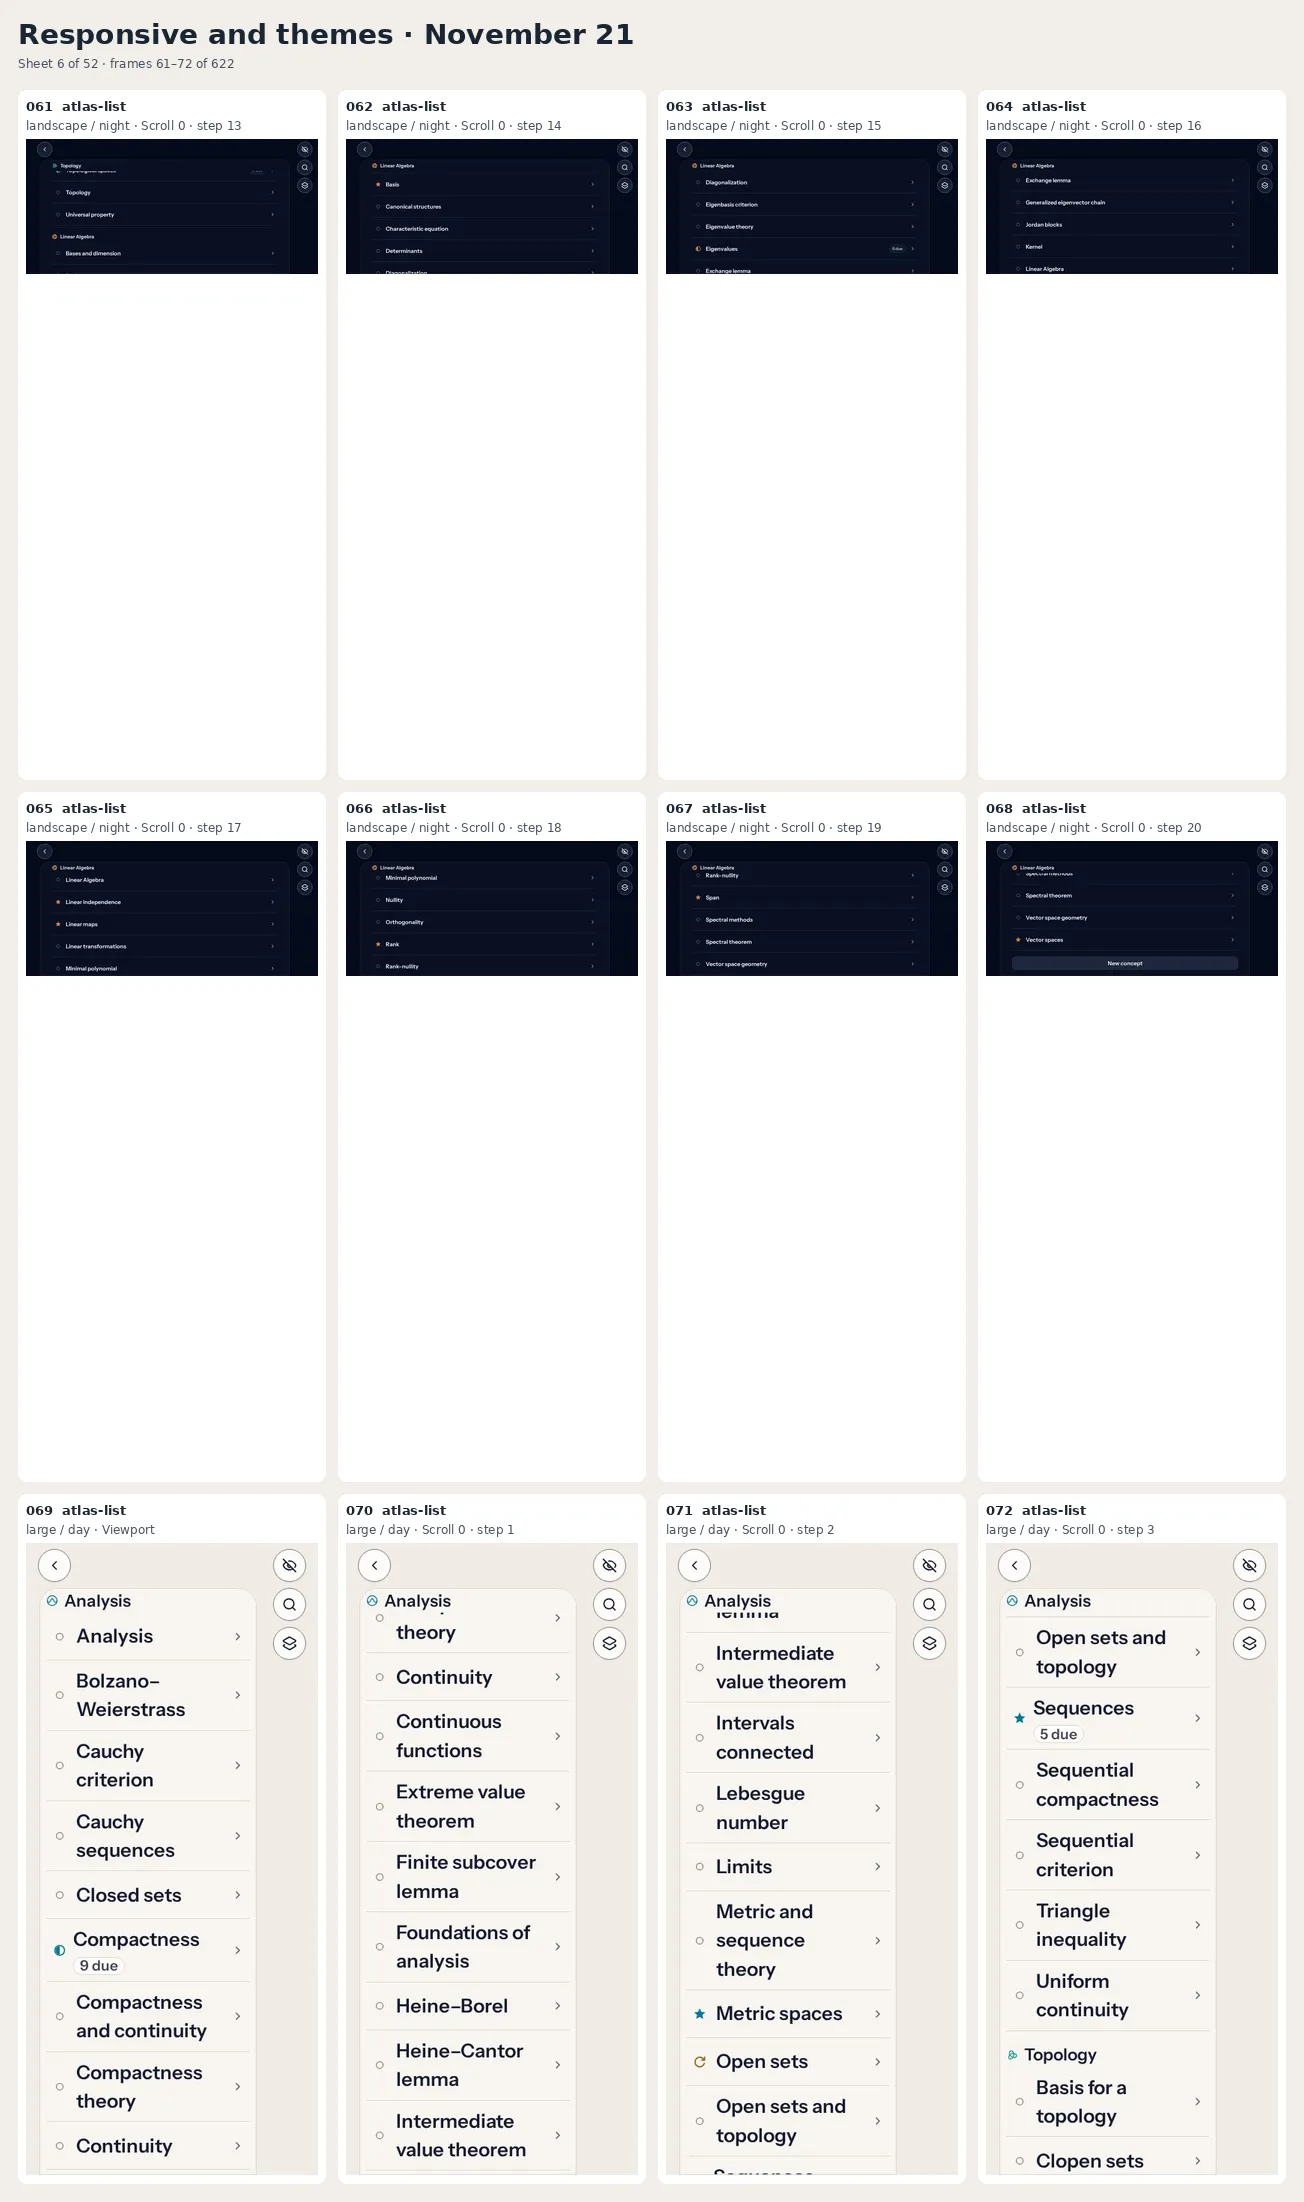 Responsive and themes · November 21
Sheet 6 of 52 · frames 61–72 of 622
061 atlas-list
landscape / night · Scroll 0 · step 13
Topology
Topology
Universal property
Linear Algebra
Bases and dimension
062 atlas-list
landscape / night · Scroll 0 · step 14
Linear Algebra
Basis
Canonical structures
Characteristic equation
Determinants
Diagonalization
063 atlas-list
landscape / night · Scroll 0 · step 15
Linear Algebra
Diagonalization
Eigenbasis criterion
Eigenvalue theory
Eigenvalues
Exchange lemma
064 atlas-list
landscape / night · Scroll 0 · step 16
Linear Algebra
Exchange lemma
Generalized eigenvector chain
Jordan blocks
Kernel
Linear Algebra
065 atlas-list
landscape / night · Scroll 0 · step 17
Linear Algebra
Linear Algebra
Linear independence
Linear maps
Linear transformations
Minimal polynomial
066 atlas-list
landscape / night · Scroll 0 · step 18
Linear Algebra
Minimal polynomial
Nullity
Orthogonality
Rank
Rank-nullity
067 atlas-list
landscape / night · Scroll 0 · step 19
Linear Algebra
Rank-nullity
Span
Spectral methods
Spectral theorem
Vector space geometry
068 atlas-list
landscape / night · Scroll 0 · step 20
Linear Algebra
Spectral methods
Spectral theorem
Vector space geometry
Vector spaces
New concept
069 atlas-list
large / day · Viewport
Analysis
Analysis
Bolzano–
Weierstrass
Cauchy
criterion
Cauchy
sequences
Closed sets
Compactness
9 due
Compactness
and continuity
Compactness
theory
Continuity
070 atlas-list
large / day · Scroll 0 · step 1
Analysis
theory
Continuity
Continuous
functions
Extreme value
theorem
Finite subcover
lemma
Foundations of
analysis
Heine–Borel
Heine–Cantor
lemma
Intermediate
value theorem
071 atlas-list
large / day · Scroll 0 · step 2
Analysis
lemma
Intermediate
value theorem
Intervals
connected
Lebesgue
number
Limits
Metric and
sequence
theory
Metric spaces
Open sets
Open sets and
topology
Sequences
072 atlas-list
large / day · Scroll 0 · step 3
Analysis
Open sets and
topology
Sequences
5 due
Sequential
compactness
Sequential
criterion
Triangle
inequality
Uniform
continuity
Topology
Basis for a
topology
Clopen sets